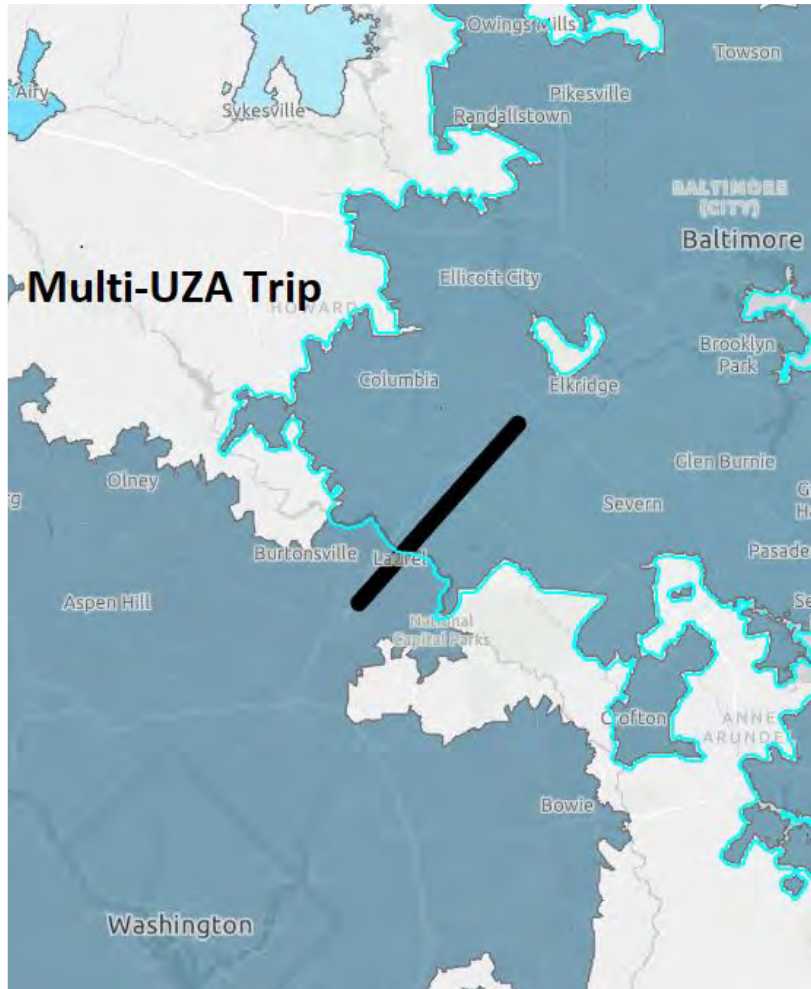 Owings Mills
Towson
Airy
Pikesville
Sykesville
Randallstown
BALTIMORE
(CITY)
Baltimore
Multi-UZA Trip
Ellicott City
HOWARD
Brooklyn
Park
Columbia
Elkridge
Glen Burnie
Olney
rg
Severn
Burtonsville
Laurel
Pasade
Aspen Hill
National
Capital Parks
Crofton
ANNE
ARUNDE
Bowie
Washington